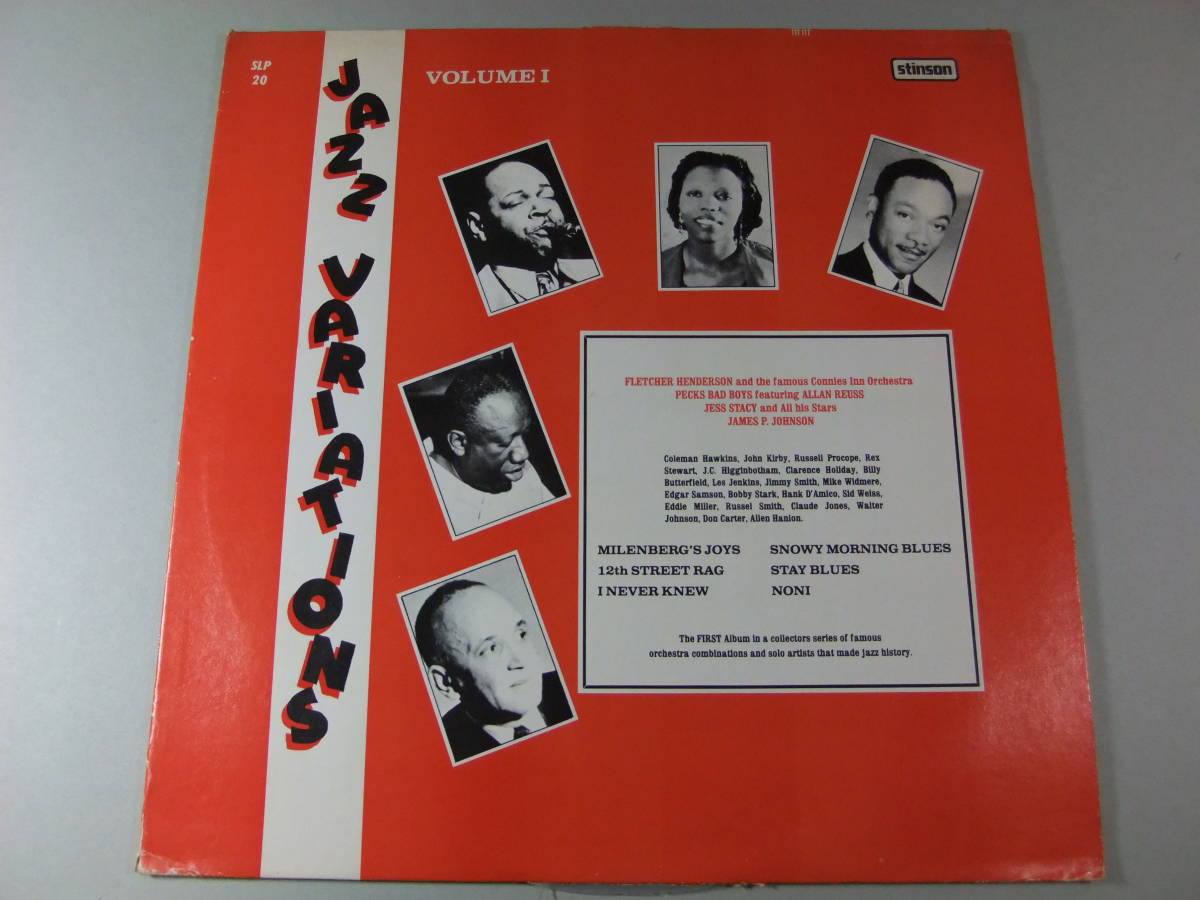 SLP
20
JAZZ VARIATIONS
VOLUME I
stinson
FLETCHER HENDERSON and the famous Connies Inn Orchestra
PECKS BAD BOYS featuring ALLAN REUSS
JESS STACY and All his Stars
JAMES P. JOHNSON
Coleman Hawkins, John Kirby, Russell Procope, Rex
Stewart, J.C. Higginbotham, Clarence Holiday, Billy
Butterfield, Les Jenkins, Jimmy Smith, Mike Widmere,
Edgar Samson, Bobby Stark, Hank D'Amico, Sid Weiss,
Eddie Miller, Russel Smith, Claude Jones, Walter
Johnson, Don Carter, Allen Hanion.
MILENBERG'S JOYS SNOWY MORNING BLUES
12th STREET RAG STAY BLUES
I NEVER KNEW NONI
The FIRST Album in a collectors series of famous
orchestra combinations and solo artists that made jazz history.